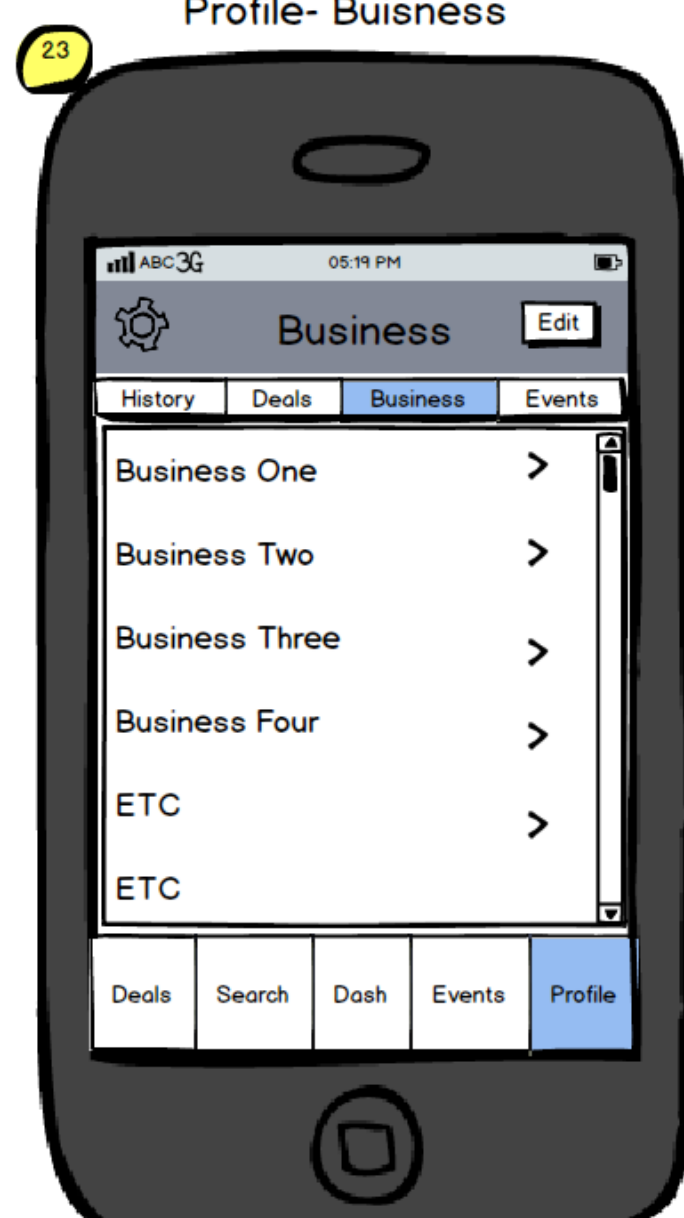 Profile- Buisness
23
ABC 3G 05:19 PM
Business Edit
History Deals Business Events
Business One >
Business Two >
Business Three >
Business Four >
ETC >
ETC
Deals Search Dash Events Profile